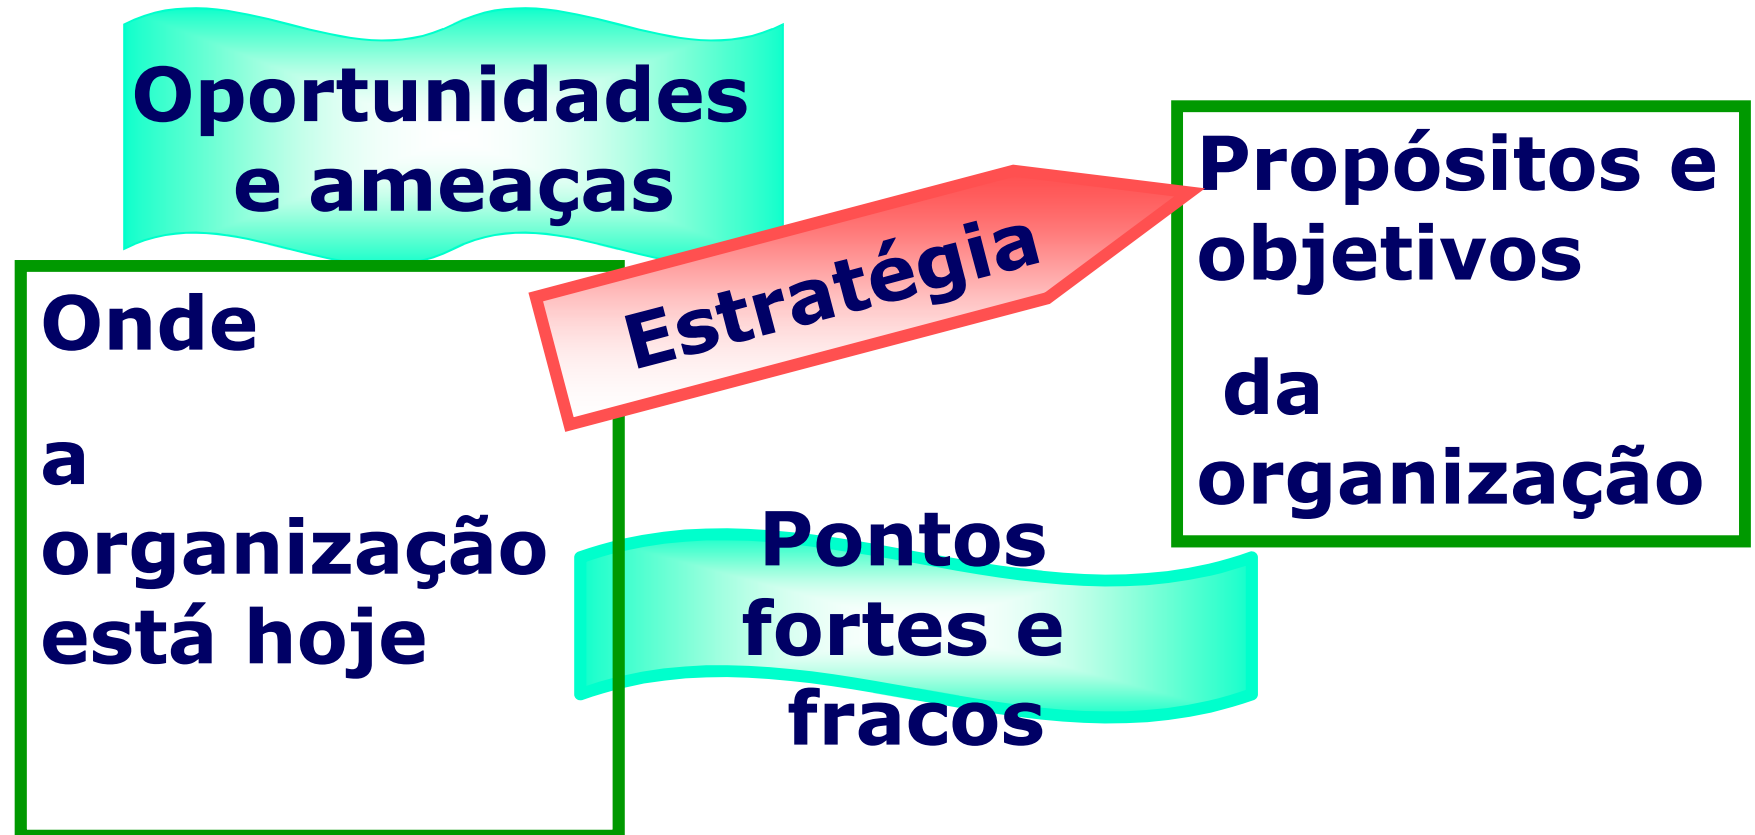 Oportunidades
e ameaças
Onde
a
organização
está hoje
Estratégia
Propósitos e
objetivos
da
organização
Pontos
fortes e
fracos